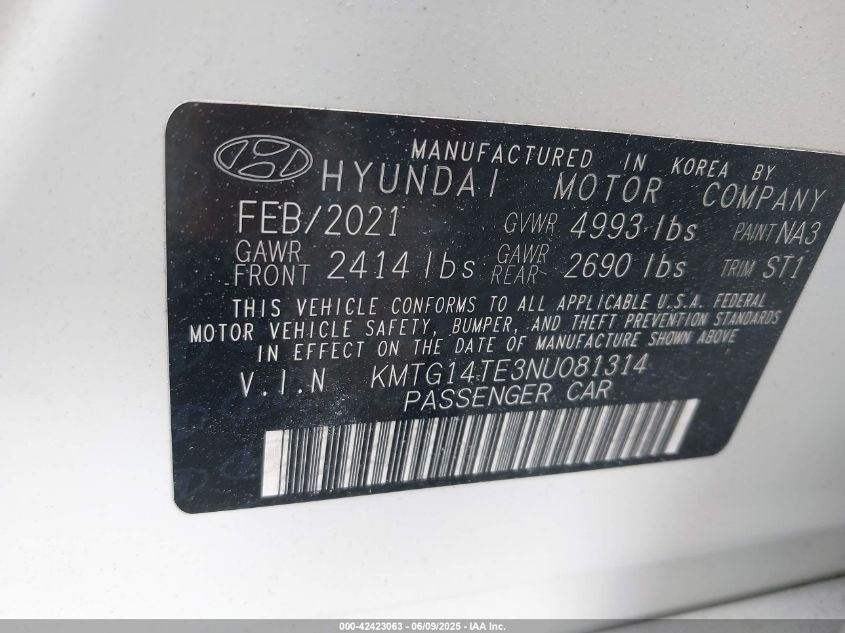 MANUFACTURED IN KOREA BY
HYUNDAI MOTOR COMPANY
FEB/2021 GVWR 4993 lbs PAINT NA3
GAWR FRONT 2414 lbs GAWR REAR 2690 lbs TRIM ST1
THIS VEHICLE CONFORMS TO ALL APPLICABLE U.S.A. FEDERAL
MOTOR VEHICLE SAFETY, BUMPER, AND THEFT PREVENTION STANDARDS
IN EFFECT ON THE DATE OF MANUFACTURE SHOWN ABOVE
V.I.N KMTG14TE3NU081314
PASSENGER CAR
000-42423063 - 06/09/2025 - IAA Inc.